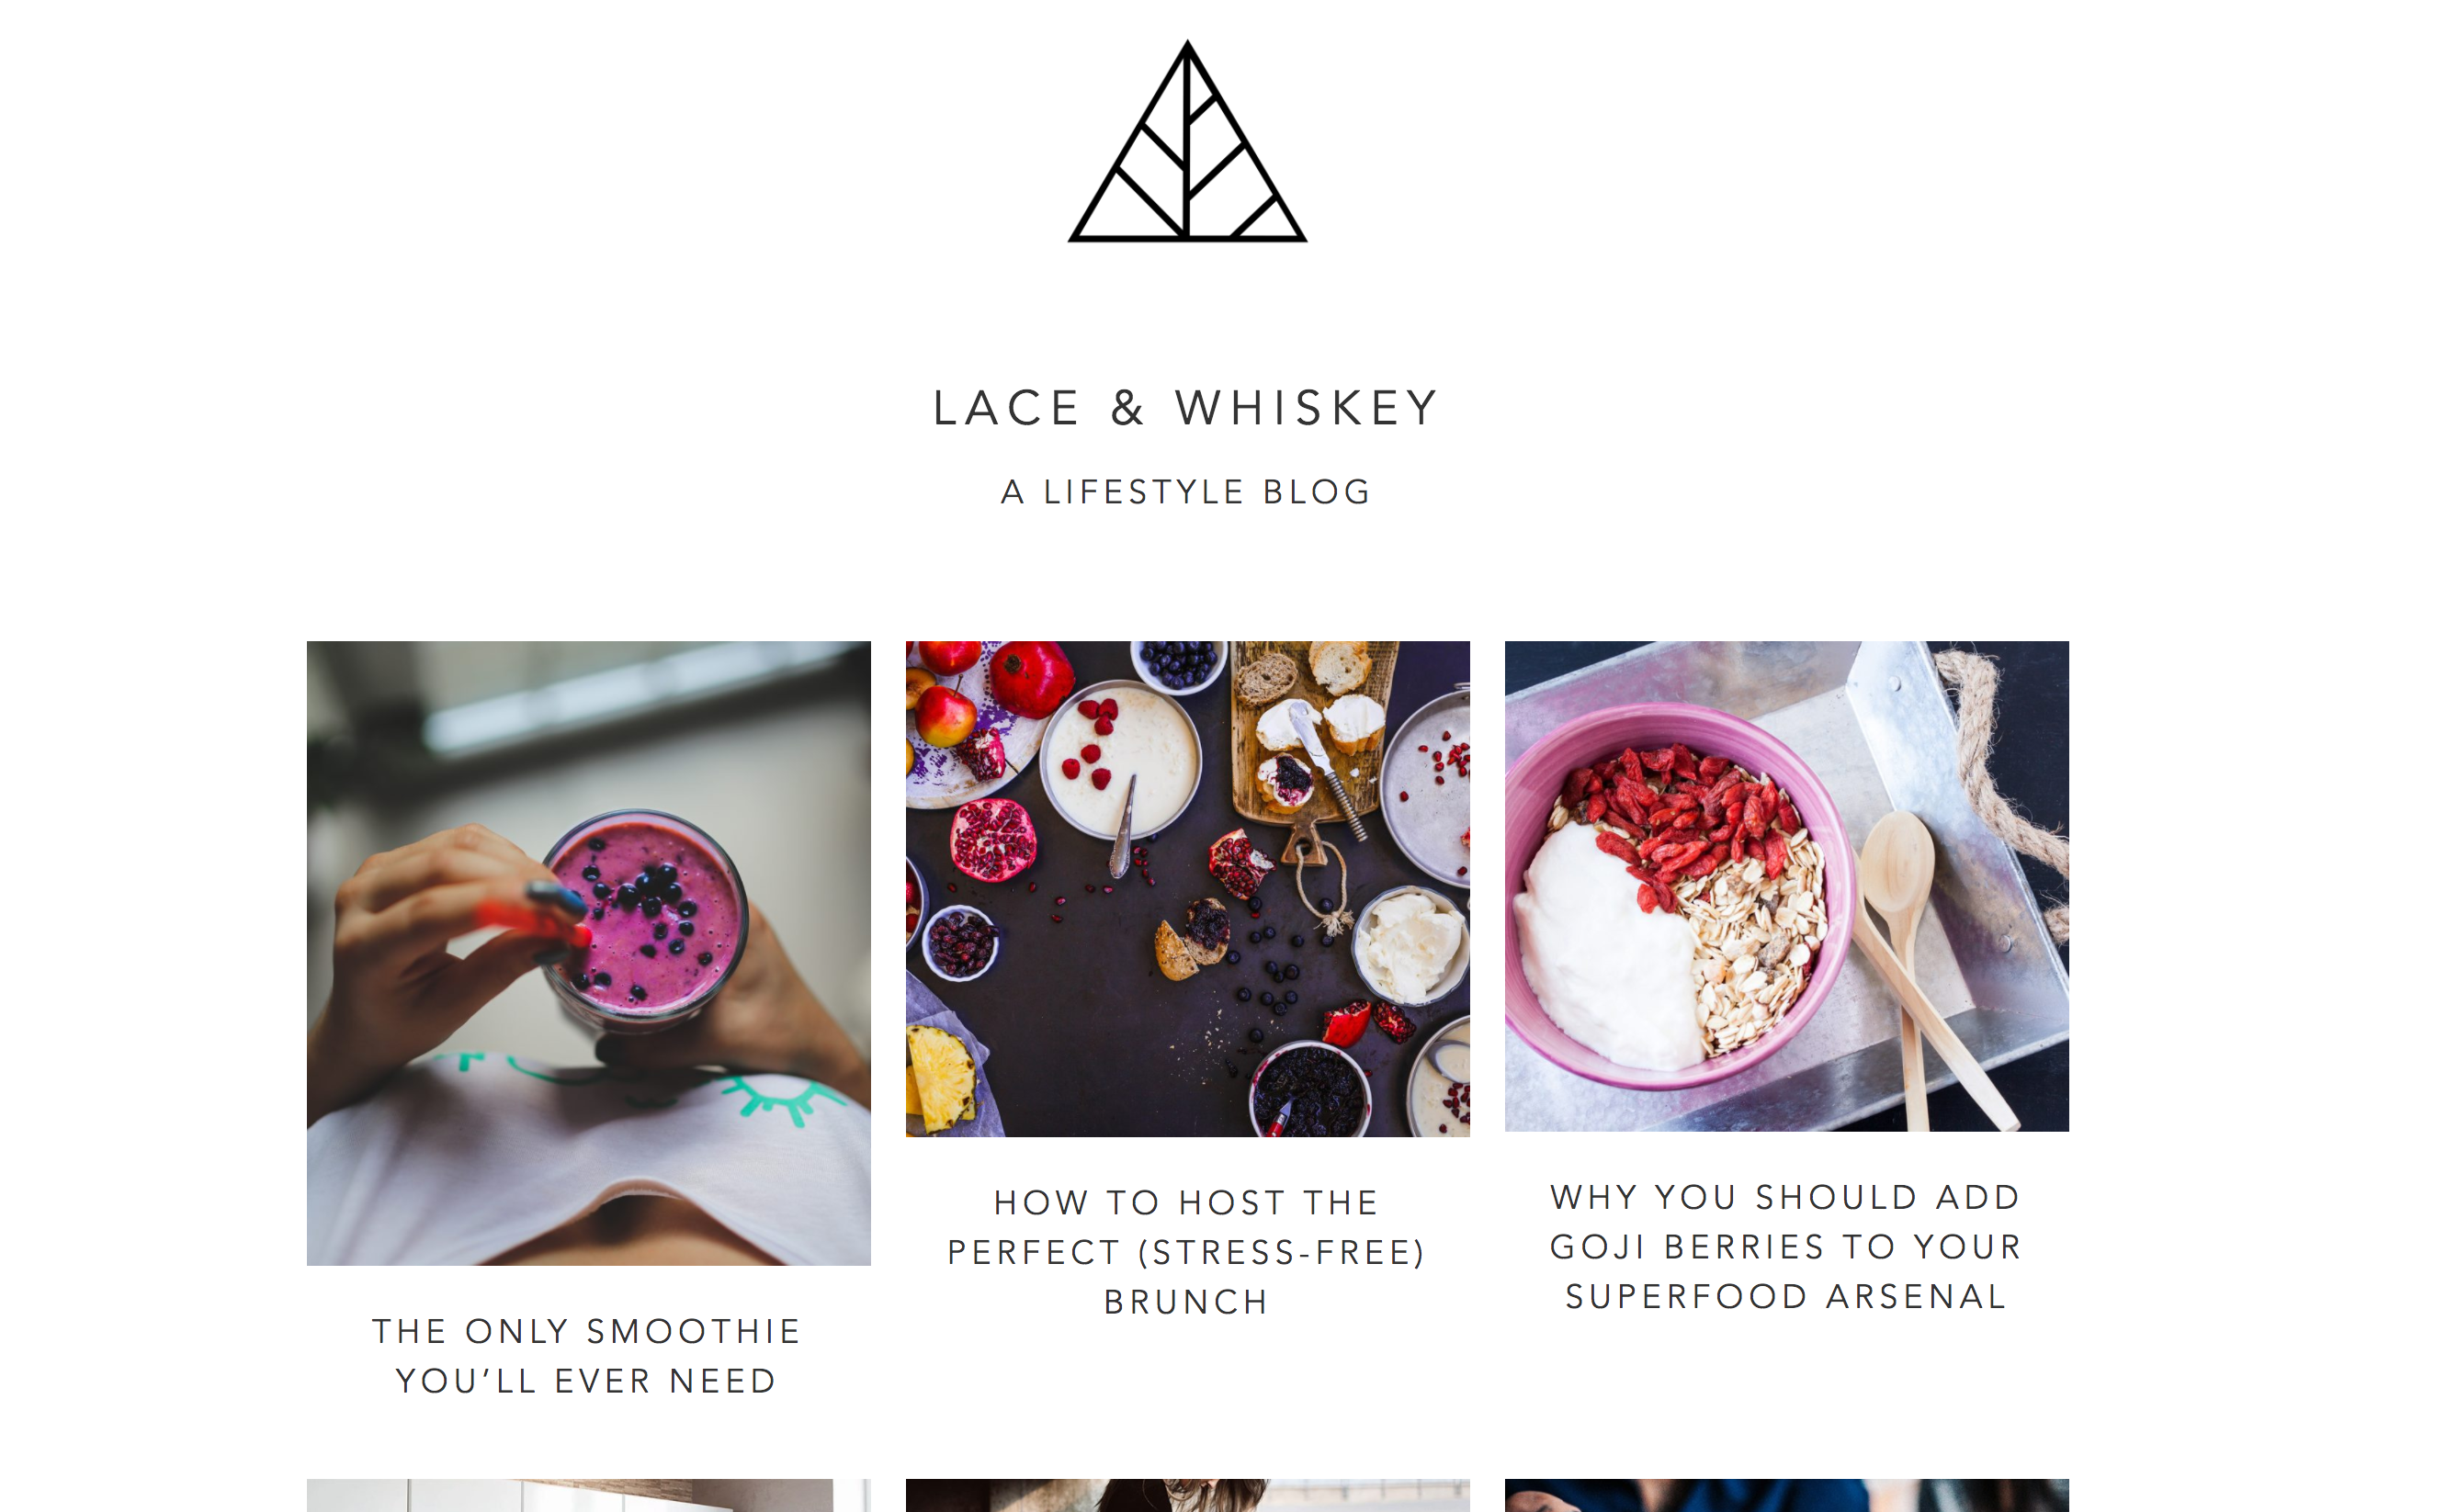 LACE & WHISKEY
A LIFESTYLE BLOG
THE ONLY SMOOTHIE
YOU’LL EVER NEED
HOW TO HOST THE
PERFECT (STRESS-FREE)
BRUNCH
WHY YOU SHOULD ADD
GOJI BERRIES TO YOUR
SUPERFOOD ARSENAL